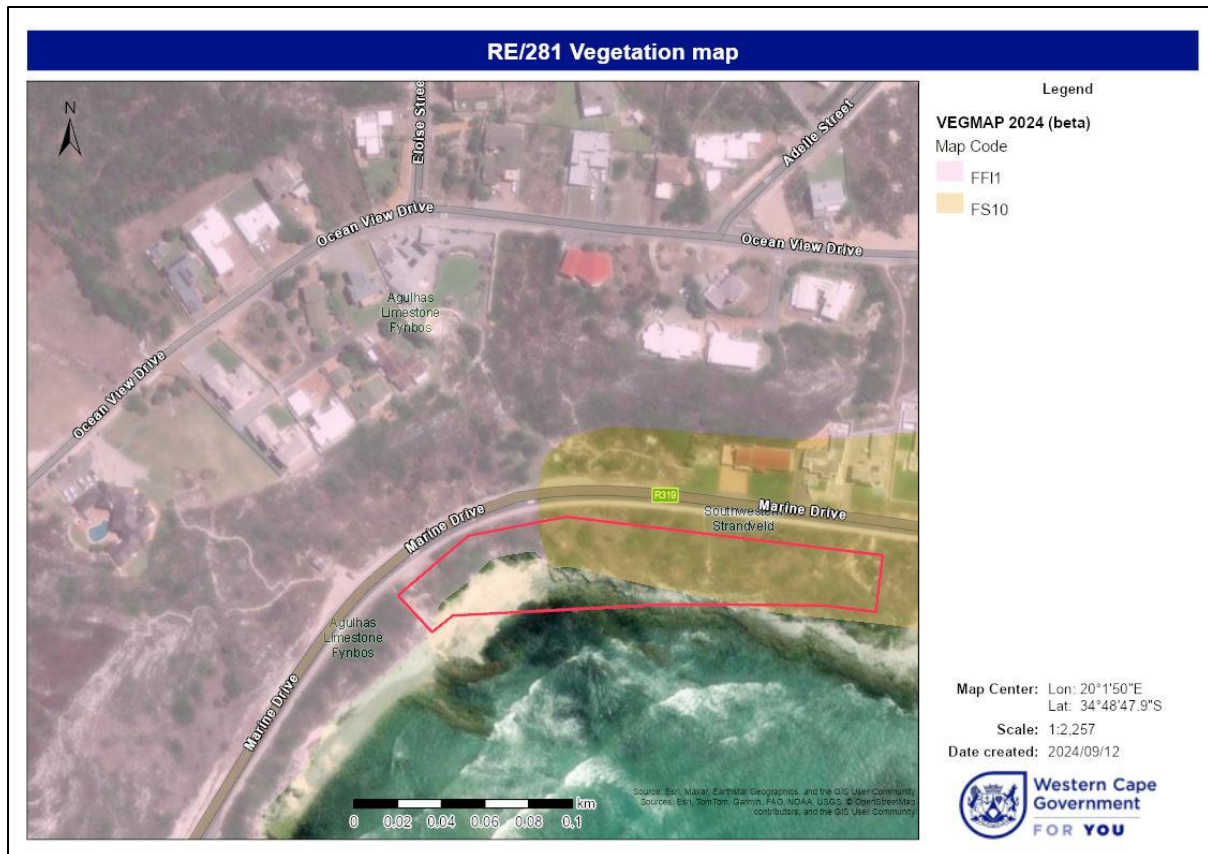 RE/281 Vegetation map
N
Eloise Stree
Adelle Street
Ocean View Drive
Ocean View Drive
Agulhas
Limestone
Fynbos
Ocean View Drive
R319
Marine Drive
Southwestern
Strandveld
Marine Drive
Agulhas
Limestone
Fynbos
Marine Drive
km
0 0.02 0.04 0.06 0.08 0.1
Source: Esri, Maxar, Earthstar Geographics, and the GIS User Community
Sources: Esri, TomTom, Garmin, FAO, NOAA, USGS, © OpenStreetMap
contributors, and the GIS User Community
Legend
VEGMAP 2024 (beta)
Map Code
FFl1
FS10
Map Center: Lon: 20°1'50"E
Lat: 34°48'47.9"S
Scale: 1:2,257
Date created: 2024/09/12
Western Cape
Government
FOR YOU